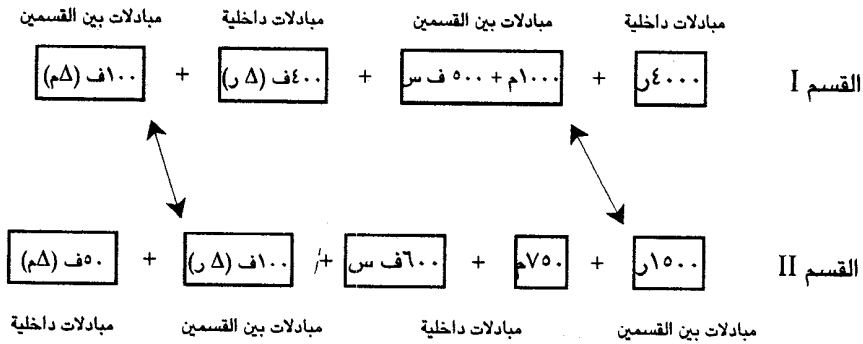 مبادلات داخلية مبادلات بين القسمين مبادلات داخلية مبادلات بين القسمين
القسم I ٤٠٠٠ر + ١٠٠٠م + ٥٠٠ ف س + ٤٠٠ف (Δ ر) + ١٠٠ف (Δم)
القسم II ١٥٠٠ر + ٧٥٠م + ٦٠٠ف س + ١٠٠ف (Δ ر) + ٥٠ف (Δم)
مبادلات بين القسمين مبادلات داخلية مبادلات بين القسمين مبادلات داخلية